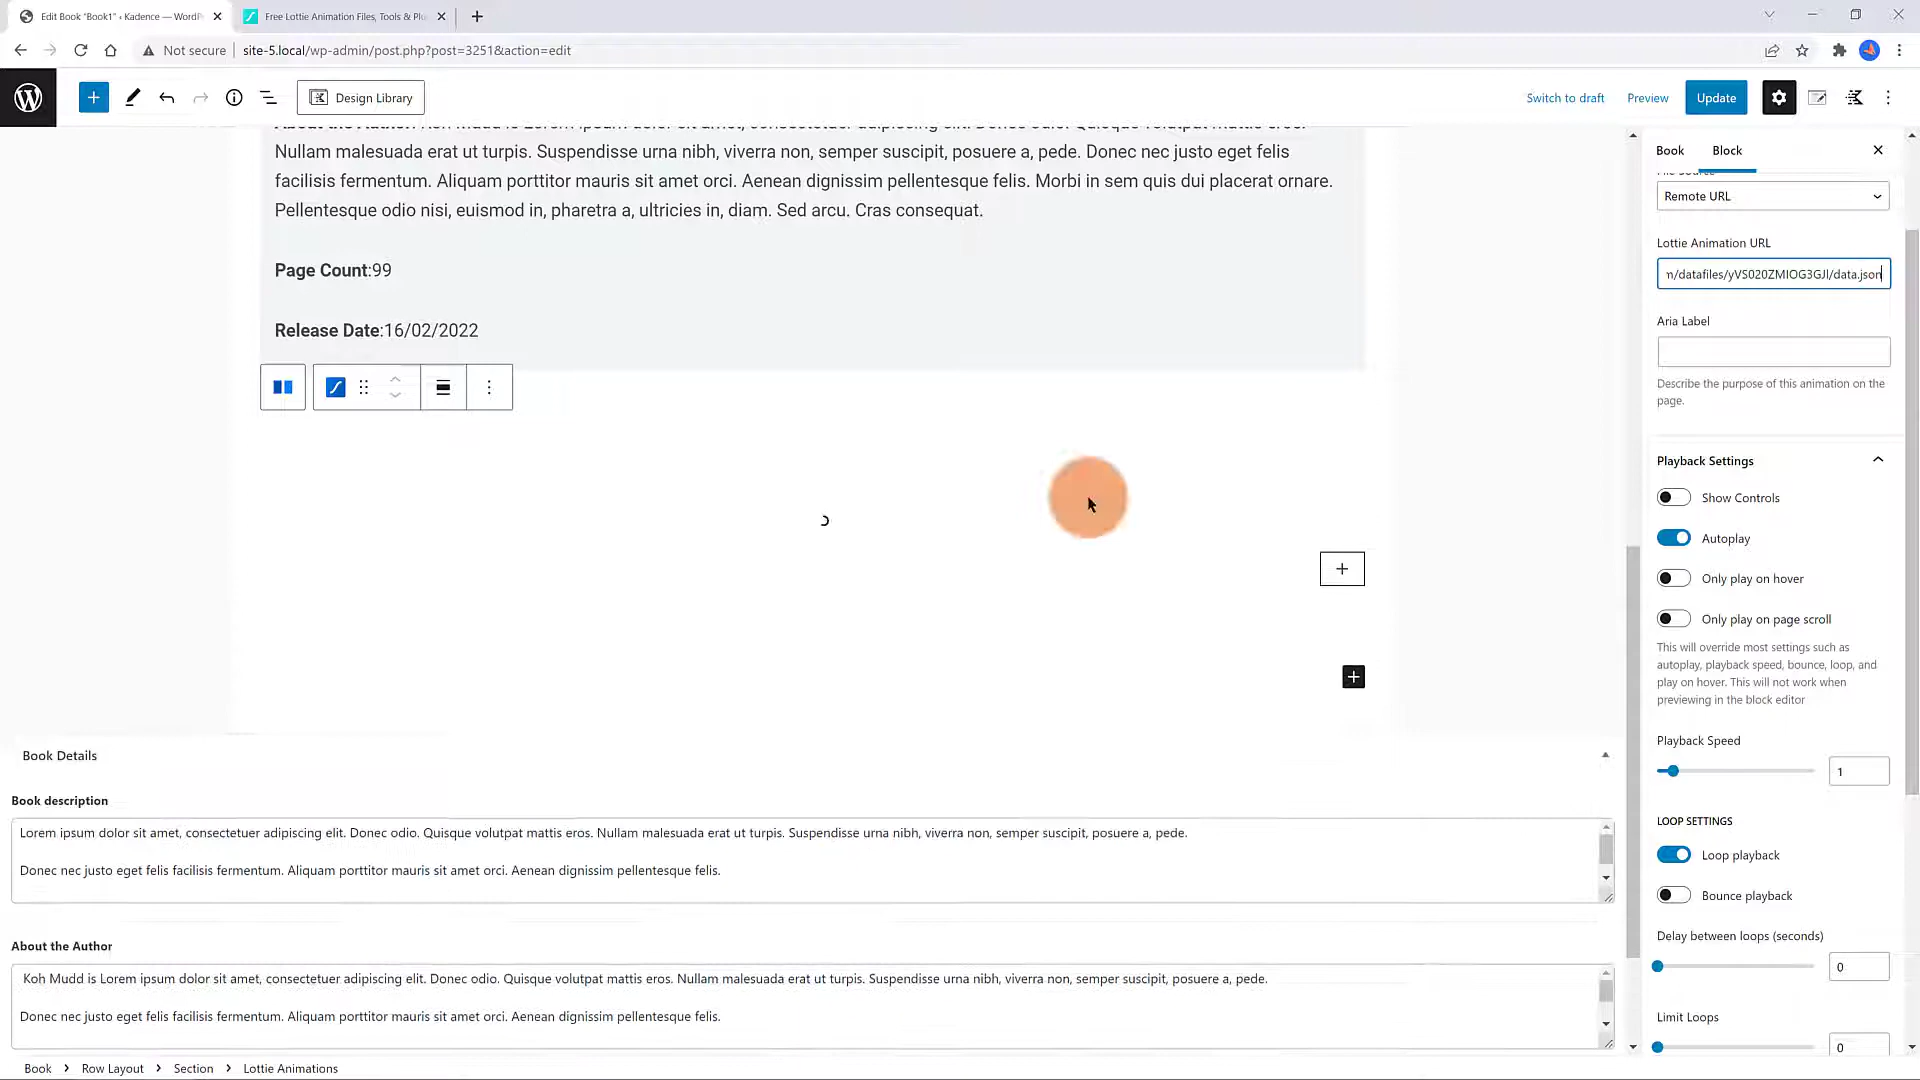 Edit Book "Book1" ‹ Kadence — WordPr
Free Lottie Animation Files, Tools & Plu
Not secure
site-5.local/wp-admin/post.php?post=3251&action=edit
Design Library
Switch to draft
Preview
Update
Nullam malesuada erat ut turpis. Suspendisse urna nibh, viverra non, semper suscipit, posuere a, pede. Donec nec justo eget felis
facilisis fermentum. Aliquam porttitor mauris sit amet orci. Aenean dignissim pellentesque felis. Morbi in sem quis dui placerat ornare.
Pellentesque odio nisi, euismod in, pharetra a, ultricies in, diam. Sed arcu. Cras consequat.
Page Count:99
Release Date:16/02/2022
Book
Block
File Source
Remote URL
Lottie Animation URL
n/datafiles/yVS020ZMIOG3GJl/data.json
Aria Label
Describe the purpose of this animation on the
page.
Playback Settings
Show Controls
Autoplay
Only play on hover
Only play on page scroll
This will override most settings such as
autoplay, playback speed, bounce, loop, and
play on hover. This will not work when
previewing in the block editor
Playback Speed
1
LOOP SETTINGS
Loop playback
Bounce playback
Delay between loops (seconds)
0
Limit Loops
0
Book Details
Book description
Lorem ipsum dolor sit amet, consectetuer adipiscing elit. Donec odio. Quisque volutpat mattis eros. Nullam malesuada erat ut turpis. Suspendisse urna nibh, viverra non, semper suscipit, posuere a, pede.
Donec nec justo eget felis facilisis fermentum. Aliquam porttitor mauris sit amet orci. Aenean dignissim pellentesque felis.
About the Author
Koh Mudd is Lorem ipsum dolor sit amet, consectetuer adipiscing elit. Donec odio. Quisque volutpat mattis eros. Nullam malesuada erat ut turpis. Suspendisse urna nibh, viverra non, semper suscipit, posuere a, pede.
Donec nec justo eget felis facilisis fermentum. Aliquam porttitor mauris sit amet orci. Aenean dignissim pellentesque felis.
Book > Row Layout > Section > Lottie Animations